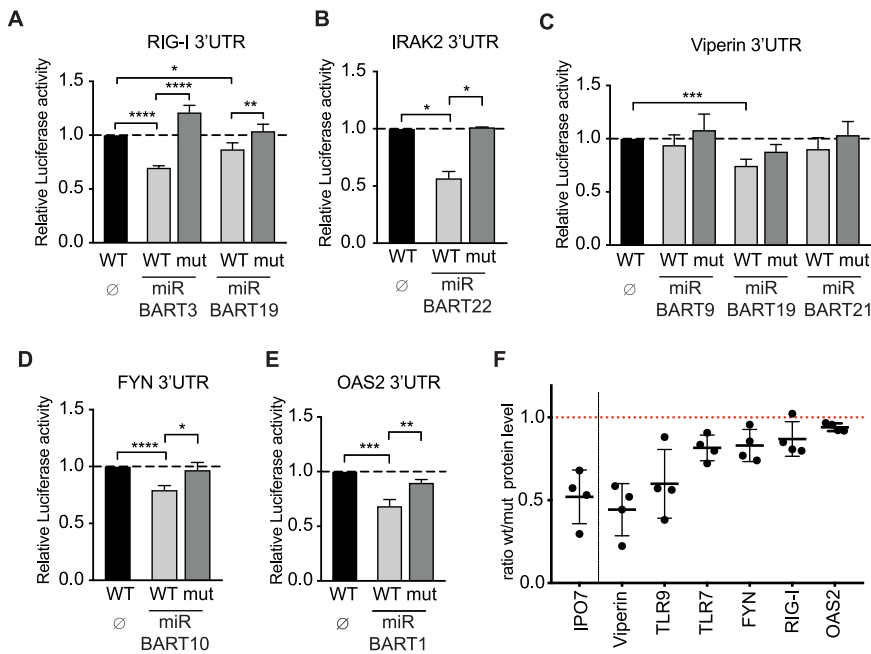 A
RIG-I 3'UTR
Relative Luciferase activity
1.5
1.0
0.5
0.0
*
****
****
**
WT WT mut WT mut
∅ miR miR
BART3 BART19
B
IRAK2 3'UTR
Relative Luciferase activity
1.5
1.0
0.5
0.0
*
*
WT WT mut
∅ miR
BART22
C
Viperin 3'UTR
Relative Luciferase activity
1.5
1.0
0.5
0.0
***
WT WT mut WT mut WT mut
∅ miR miR miR
BART9 BART19 BART21
D
FYN 3'UTR
Relative Luciferase activity
1.5
1.0
0.5
0.0
****
*
WT WT mut
∅ miR
BART10
E
OAS2 3'UTR
Relative Luciferase activity
1.5
1.0
0.5
0.0
***
**
WT WT mut
∅ miR
BART1
F
ratio wt/mut protein level
1.0
0.5
0.0
IPO7
Viperin
TLR9
TLR7
FYN
RIG-I
OAS2